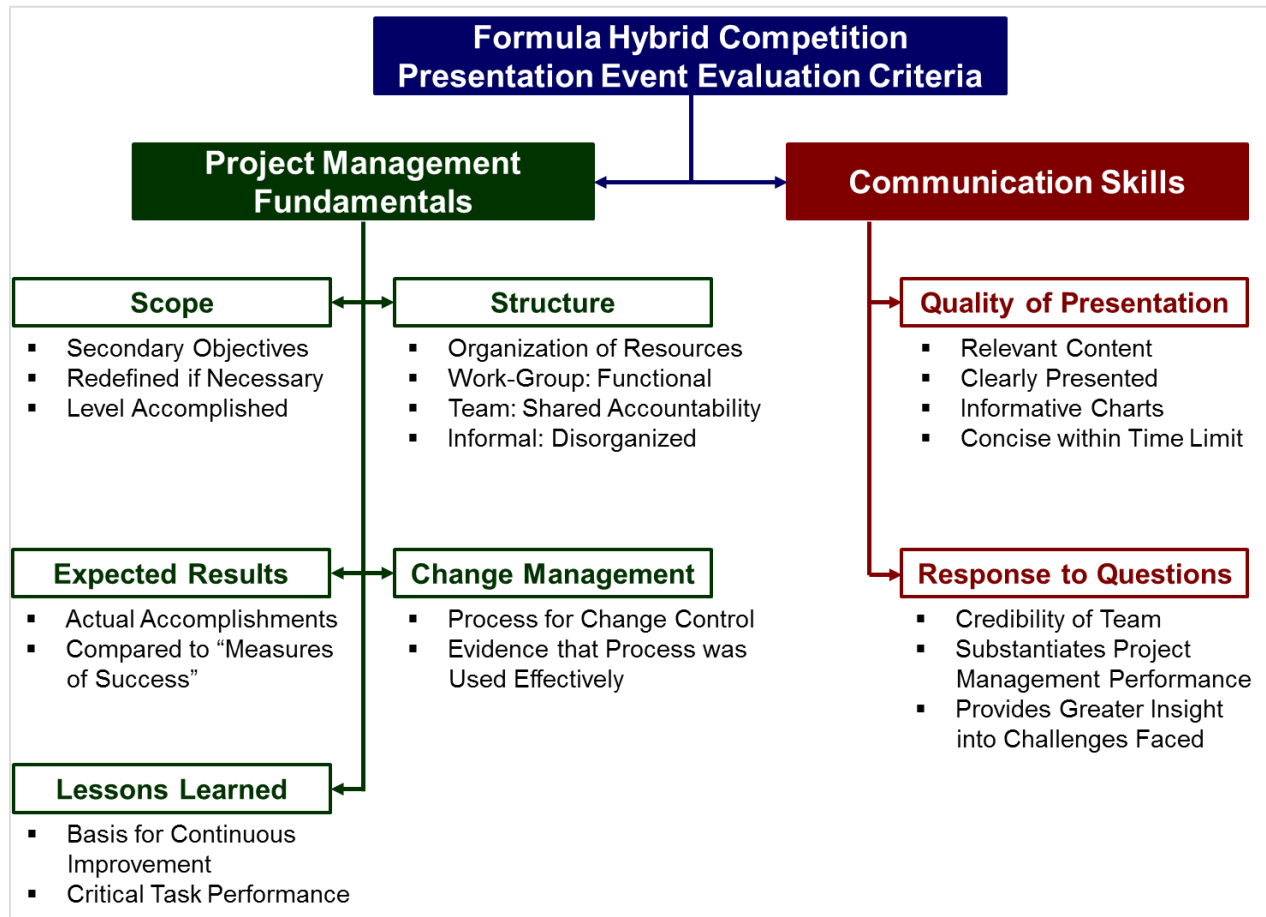 Formula Hybrid Competition
Presentation Event Evaluation Criteria
Project Management
Fundamentals
Communication Skills
Scope
▪ Secondary Objectives
▪ Redefined if Necessary
▪ Level Accomplished
Structure
▪ Organization of Resources
▪ Work-Group: Functional
▪ Team: Shared Accountability
▪ Informal: Disorganized
Quality of Presentation
▪ Relevant Content
▪ Clearly Presented
▪ Informative Charts
▪ Concise within Time Limit
Expected Results
▪ Actual Accomplishments
▪ Compared to “Measures
of Success”
Change Management
▪ Process for Change Control
▪ Evidence that Process was
Used Effectively
Response to Questions
▪ Credibility of Team
▪ Substantiates Project
Management Performance
▪ Provides Greater Insight
into Challenges Faced
Lessons Learned
▪ Basis for Continuous
Improvement
▪ Critical Task Performance